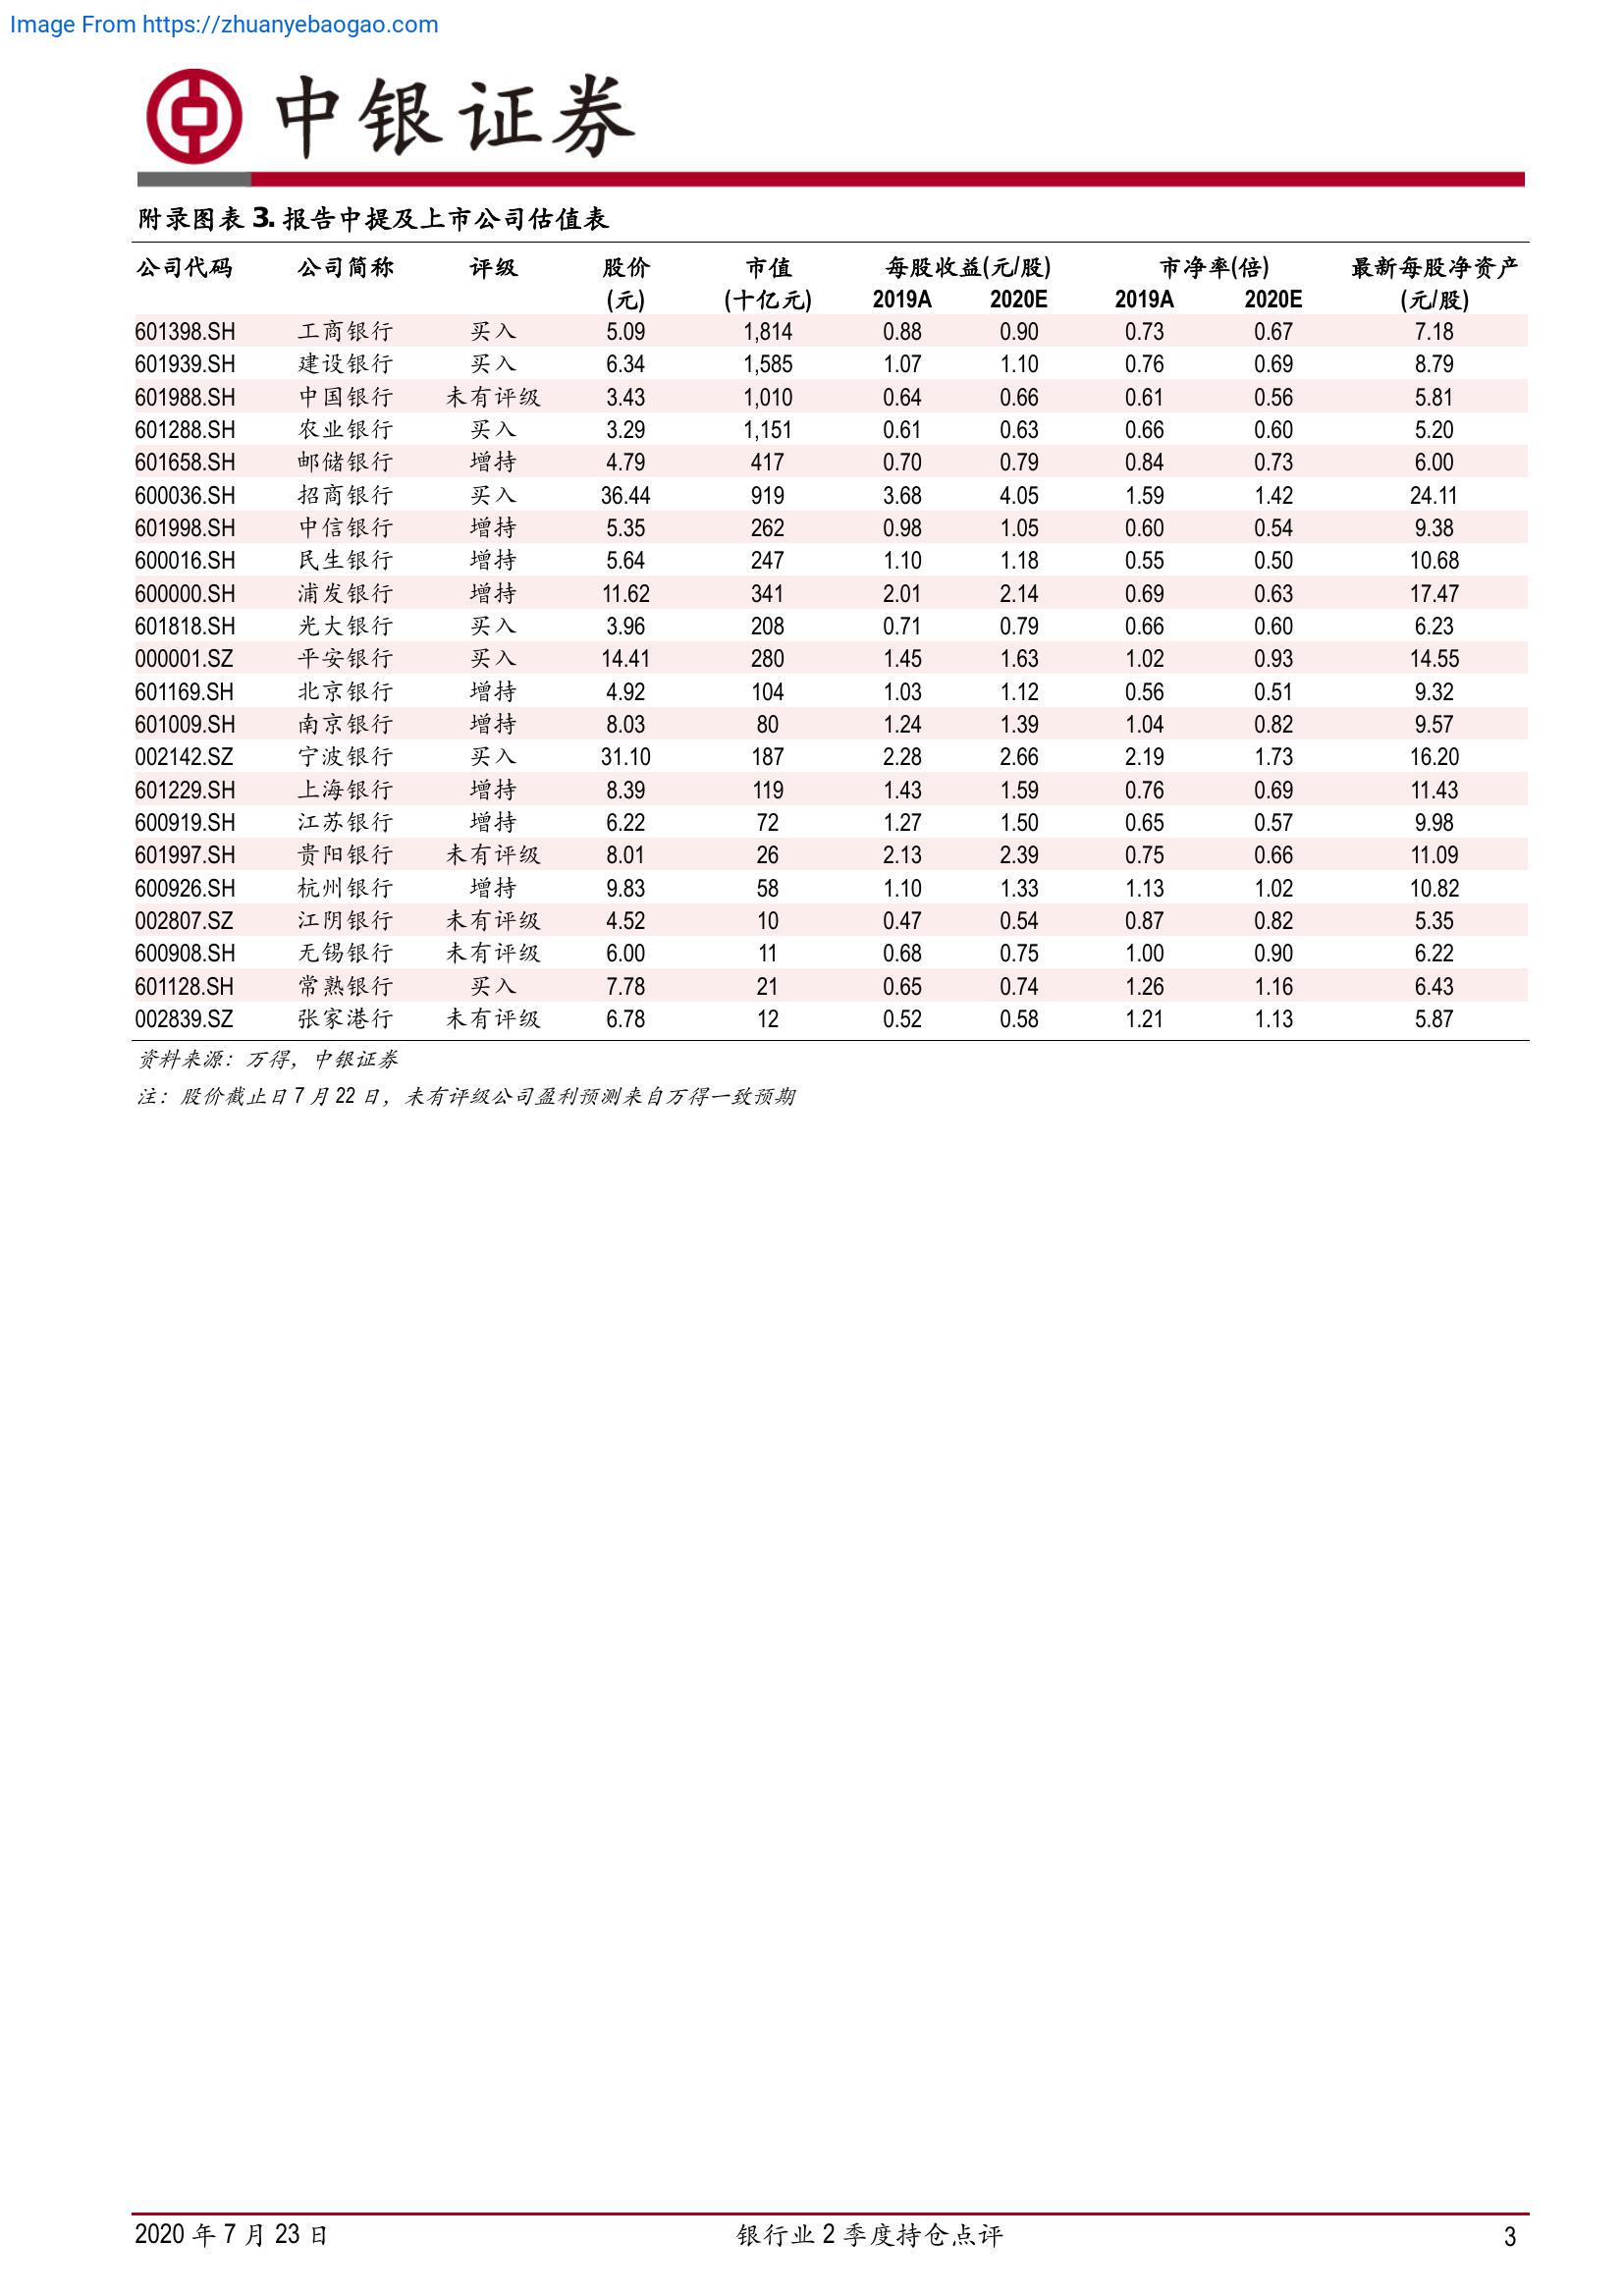 Image From https://zhuanyebaogao.com
中银证券
附录图表 3. 报告中提及上市公司估值表
公司代码 公司简称 评级 股价 市值 每股收益(元/股) 市净率(倍) 最新每股净资产
(元) (十亿元) 2019A 2020E 2019A 2020E (元/股)
601398.SH 工商银行 买入 5.09 1,814 0.88 0.90 0.73 0.67 7.18
601939.SH 建设银行 买入 6.34 1,585 1.07 1.10 0.76 0.69 8.79
601988.SH 中国银行 未有评级 3.43 1,010 0.64 0.66 0.61 0.56 5.81
601288.SH 农业银行 买入 3.29 1,151 0.61 0.63 0.66 0.60 5.20
601658.SH 邮储银行 增持 4.79 417 0.70 0.79 0.84 0.73 6.00
600036.SH 招商银行 买入 36.44 919 3.68 4.05 1.59 1.42 24.11
601998.SH 中信银行 增持 5.35 262 0.98 1.05 0.60 0.54 9.38
600016.SH 民生银行 增持 5.64 247 1.10 1.18 0.55 0.50 10.68
600000.SH 浦发银行 增持 11.62 341 2.01 2.14 0.69 0.63 17.47
601818.SH 光大银行 买入 3.96 208 0.71 0.79 0.66 0.60 6.23
000001.SZ 平安银行 买入 14.41 280 1.45 1.63 1.02 0.93 14.55
601169.SH 北京银行 增持 4.92 104 1.03 1.12 0.56 0.51 9.32
601009.SH 南京银行 增持 8.03 80 1.24 1.39 1.04 0.82 9.57
002142.SZ 宁波银行 买入 31.10 187 2.28 2.66 2.19 1.73 16.20
601229.SH 上海银行 增持 8.39 119 1.43 1.59 0.76 0.69 11.43
600919.SH 江苏银行 增持 6.22 72 1.27 1.50 0.65 0.57 9.98
601997.SH 贵阳银行 未有评级 8.01 26 2.13 2.39 0.75 0.66 11.09
600926.SH 杭州银行 增持 9.83 58 1.10 1.33 1.13 1.02 10.82
002807.SZ 江阴银行 未有评级 4.52 10 0.47 0.54 0.87 0.82 5.35
600908.SH 无锡银行 未有评级 6.00 11 0.68 0.75 1.00 0.90 6.22
601128.SH 常熟银行 买入 7.78 21 0.65 0.74 1.26 1.16 6.43
002839.SZ 张家港行 未有评级 6.78 12 0.52 0.58 1.21 1.13 5.87
资料来源：万得，中银证券
注：股价截止日 7 月 22 日，未有评级公司盈利预测来自万得一致预期
2020 年 7 月 23 日 银行业 2 季度持仓点评 3